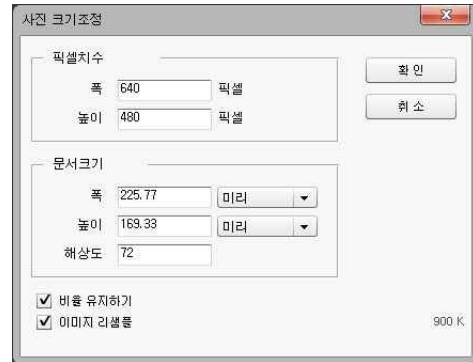 사진 크기조정
픽셀치수
폭 640 픽셀
높이 480 픽셀
확 인
취 소
문서크기
폭 225.77 미리
높이 169.33 미리
해상도 72
비율 유지하기
이미지 리샘플
900 K